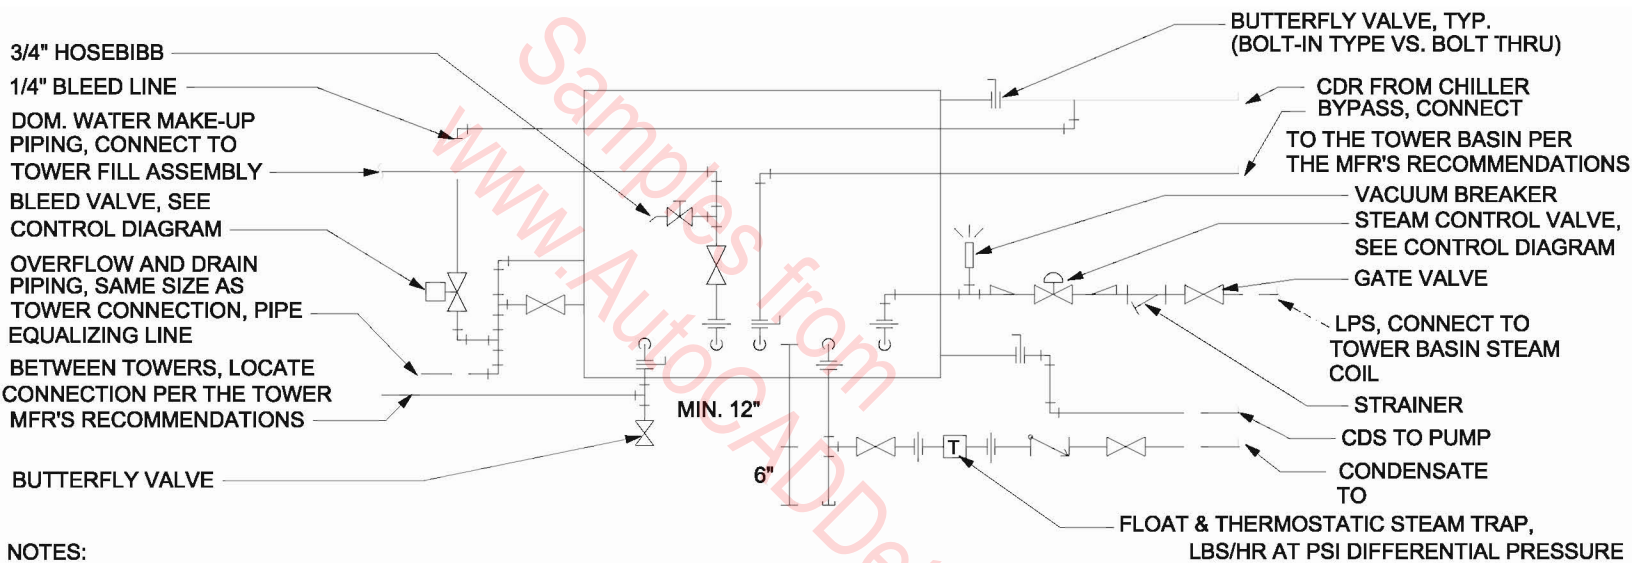 3/4" HOSEBIBB
1/4" BLEED LINE
DOM. WATER MAKE-UP
PIPING, CONNECT TO
TOWER FILL ASSEMBLY
BLEED VALVE, SEE
CONTROL DIAGRAM
OVERFLOW AND DRAIN
PIPING, SAME SIZE AS
TOWER CONNECTION, PIPE
EQUALIZING LINE
BETWEEN TOWERS, LOCATE
CONNECTION PER THE TOWER
MFR'S RECOMMENDATIONS
BUTTERFLY VALVE
NOTES:
Samples from
www.AutoCADDe
MIN. 12"
6"
T
BUTTERFLY VALVE, TYP.
(BOLT-IN TYPE VS. BOLT THRU)
CDR FROM CHILLER
BYPASS, CONNECT
TO THE TOWER BASIN PER
THE MFR'S RECOMMENDATIONS
VACUUM BREAKER
STEAM CONTROL VALVE,
SEE CONTROL DIAGRAM
GATE VALVE
LPS, CONNECT TO
TOWER BASIN STEAM
COIL
STRAINER
CDS TO PUMP
CONDENSATE
TO
FLOAT & THERMOSTATIC STEAM TRAP,
LBS/HR AT PSI DIFFERENTIAL PRESSURE